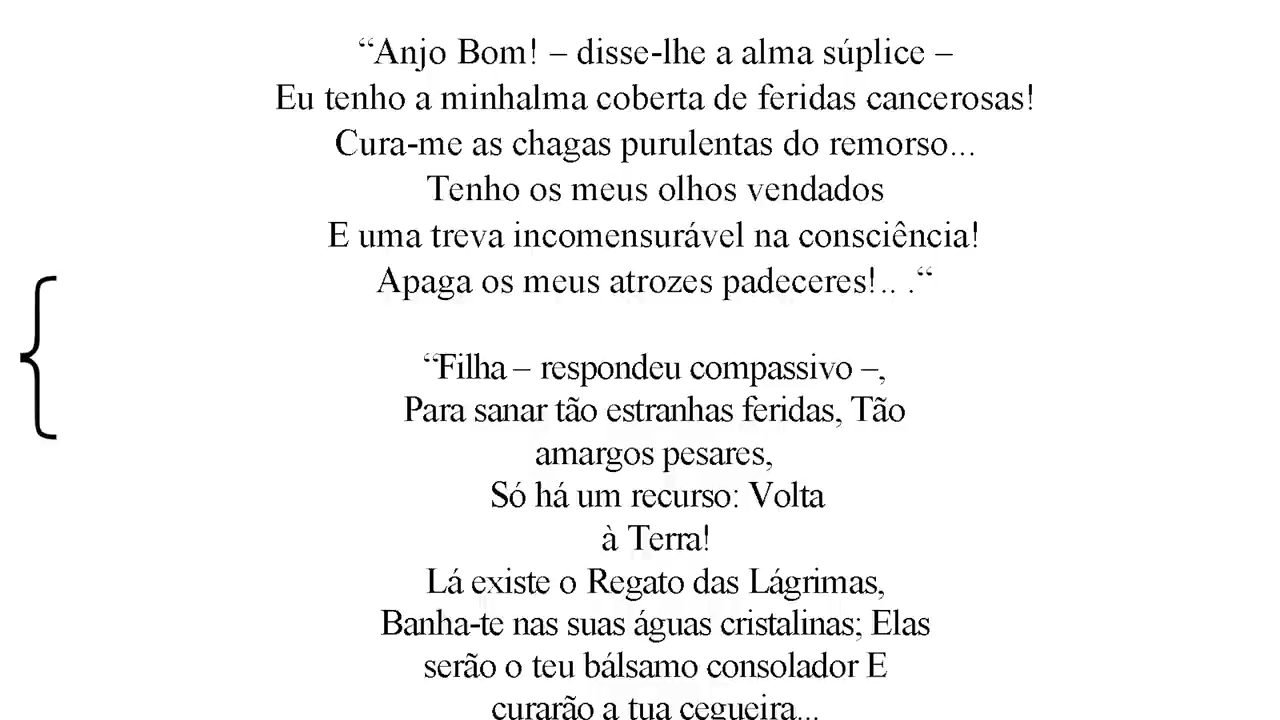 “Anjo Bom! – disse-lhe a alma súplice –
Eu tenho a minhalma coberta de feridas cancerosas!
Cura-me as chagas purulentas do remorso...
Tenho os meus olhos vendados
E uma treva incomensurável na consciência!
Apaga os meus atrozes padeceres!.. .“
“Filha – respondeu compassivo –,
Para sanar tão estranhas feridas, Tão
amargos pesares,
Só há um recurso: Volta
à Terra!
Lá existe o Regato das Lágrimas,
Banha-te nas suas águas cristalinas; Elas
serão o teu bálsamo consolador E
curarão a tua cegueira...